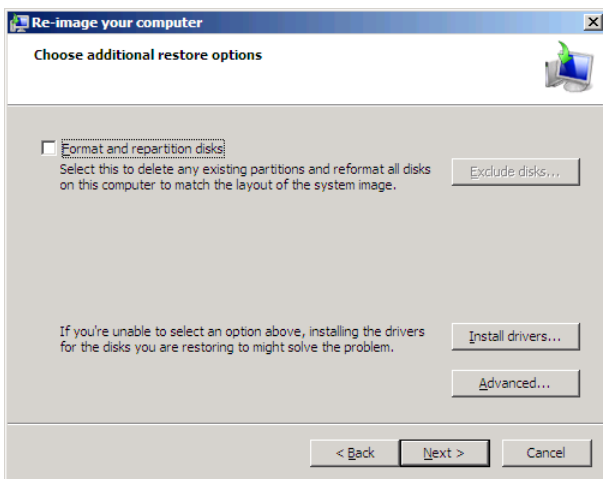 Re-image your computer
Choose additional restore options
Format and repartition disks
Select this to delete any existing partitions and reformat all disks
on this computer to match the layout of the system image.
Exclude disks...
If you're unable to select an option above, installing the drivers
for the disks you are restoring to might solve the problem.
Install drivers...
Advanced...
< Back
Next >
Cancel